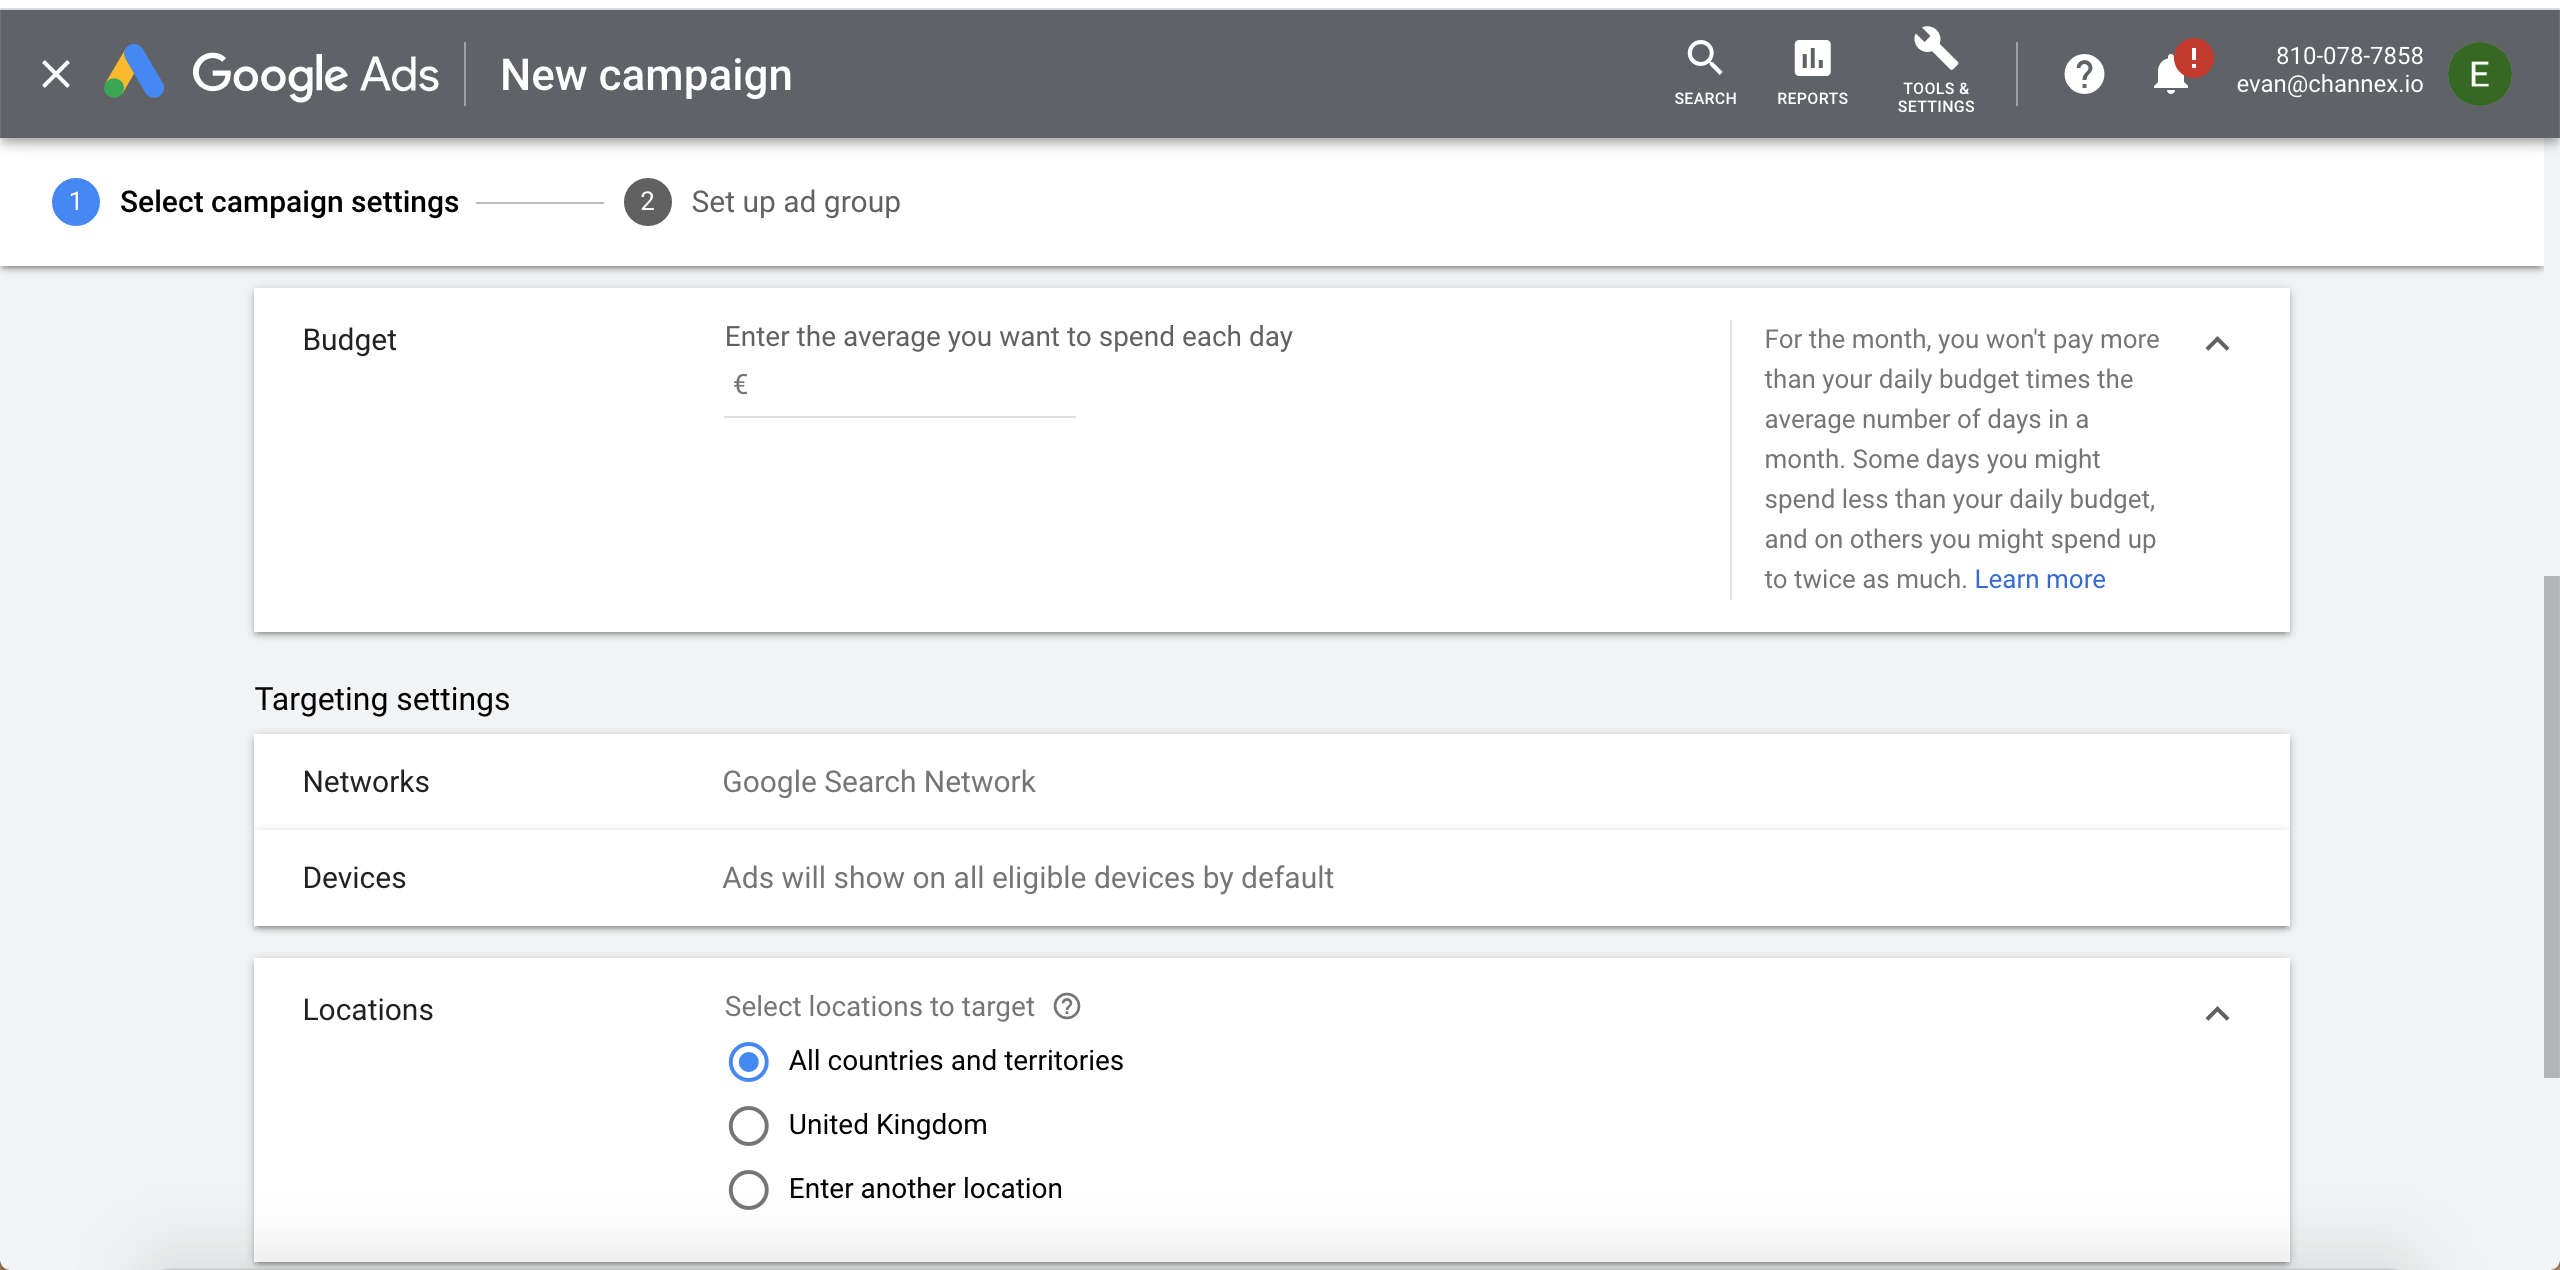 Google Ads
New campaign
SEARCH
REPORTS
TOOLS &
SETTINGS
!
810-078-7858
evan@channex.io
E
1
Select campaign settings
2
Set up ad group
Budget
Enter the average you want to spend each day
€
For the month, you won't pay more
than your daily budget times the
average number of days in a
month. Some days you might
spend less than your daily budget,
and on others you might spend up
to twice as much. Learn more
Targeting settings
Networks
Google Search Network
Devices
Ads will show on all eligible devices by default
Locations
Select locations to target
All countries and territories
United Kingdom
Enter another location